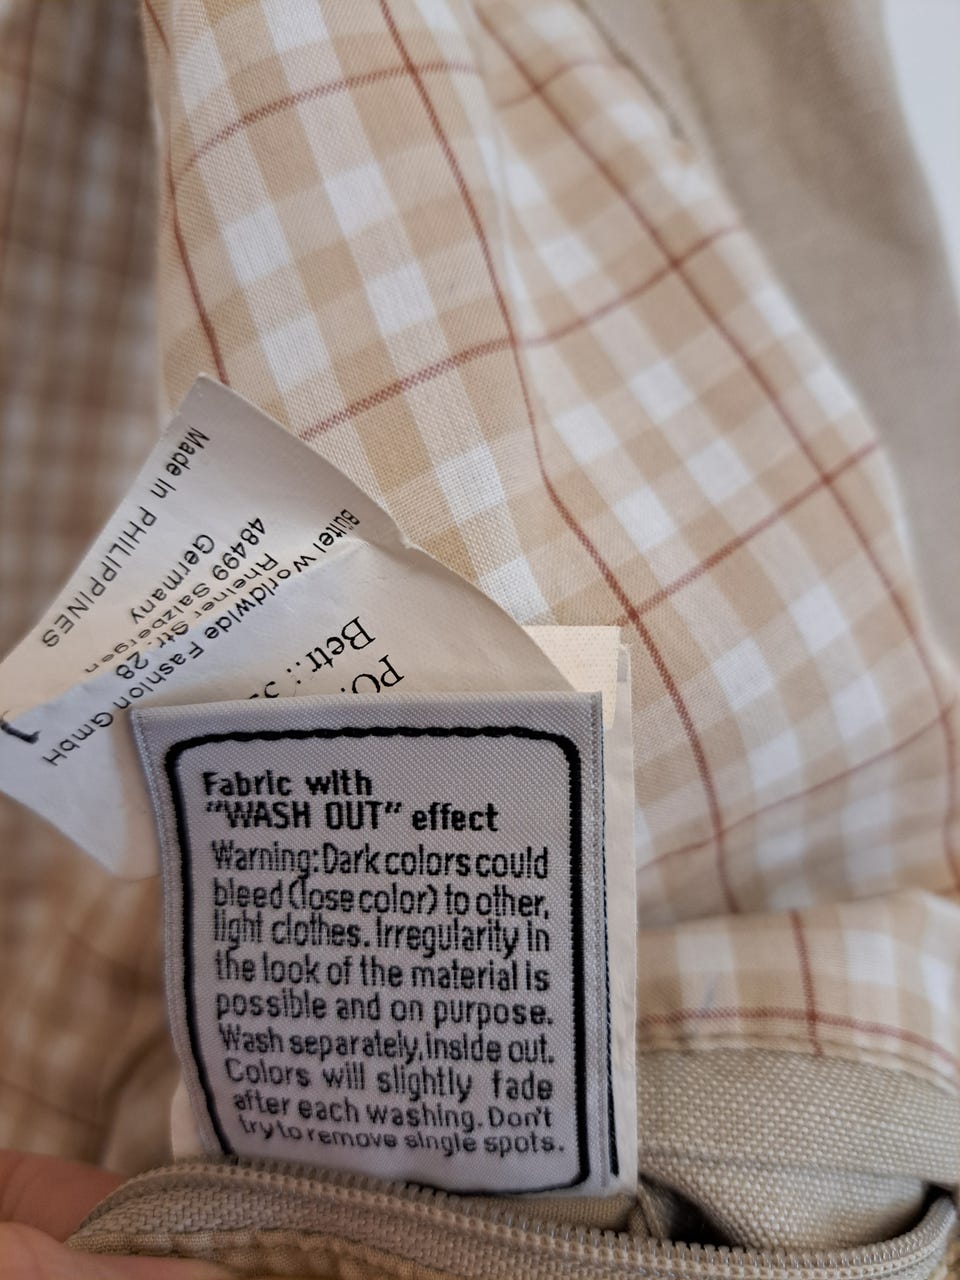 Made in PHILIPPINES
Bültel Worldwide Fashion GmbH
Rheiner Str. 28
48499 Salzbergen
Germany
Betr.:
PO.
Fabric with
"WASH OUT" effect
Warning: Dark colors could
bleed (lose color) to other,
light clothes. Irregularity in
the look of the material is
possible and on purpose.
Wash separately, inside out.
Colors will slightly fade
after each washing. Don't
try to remove single spots.